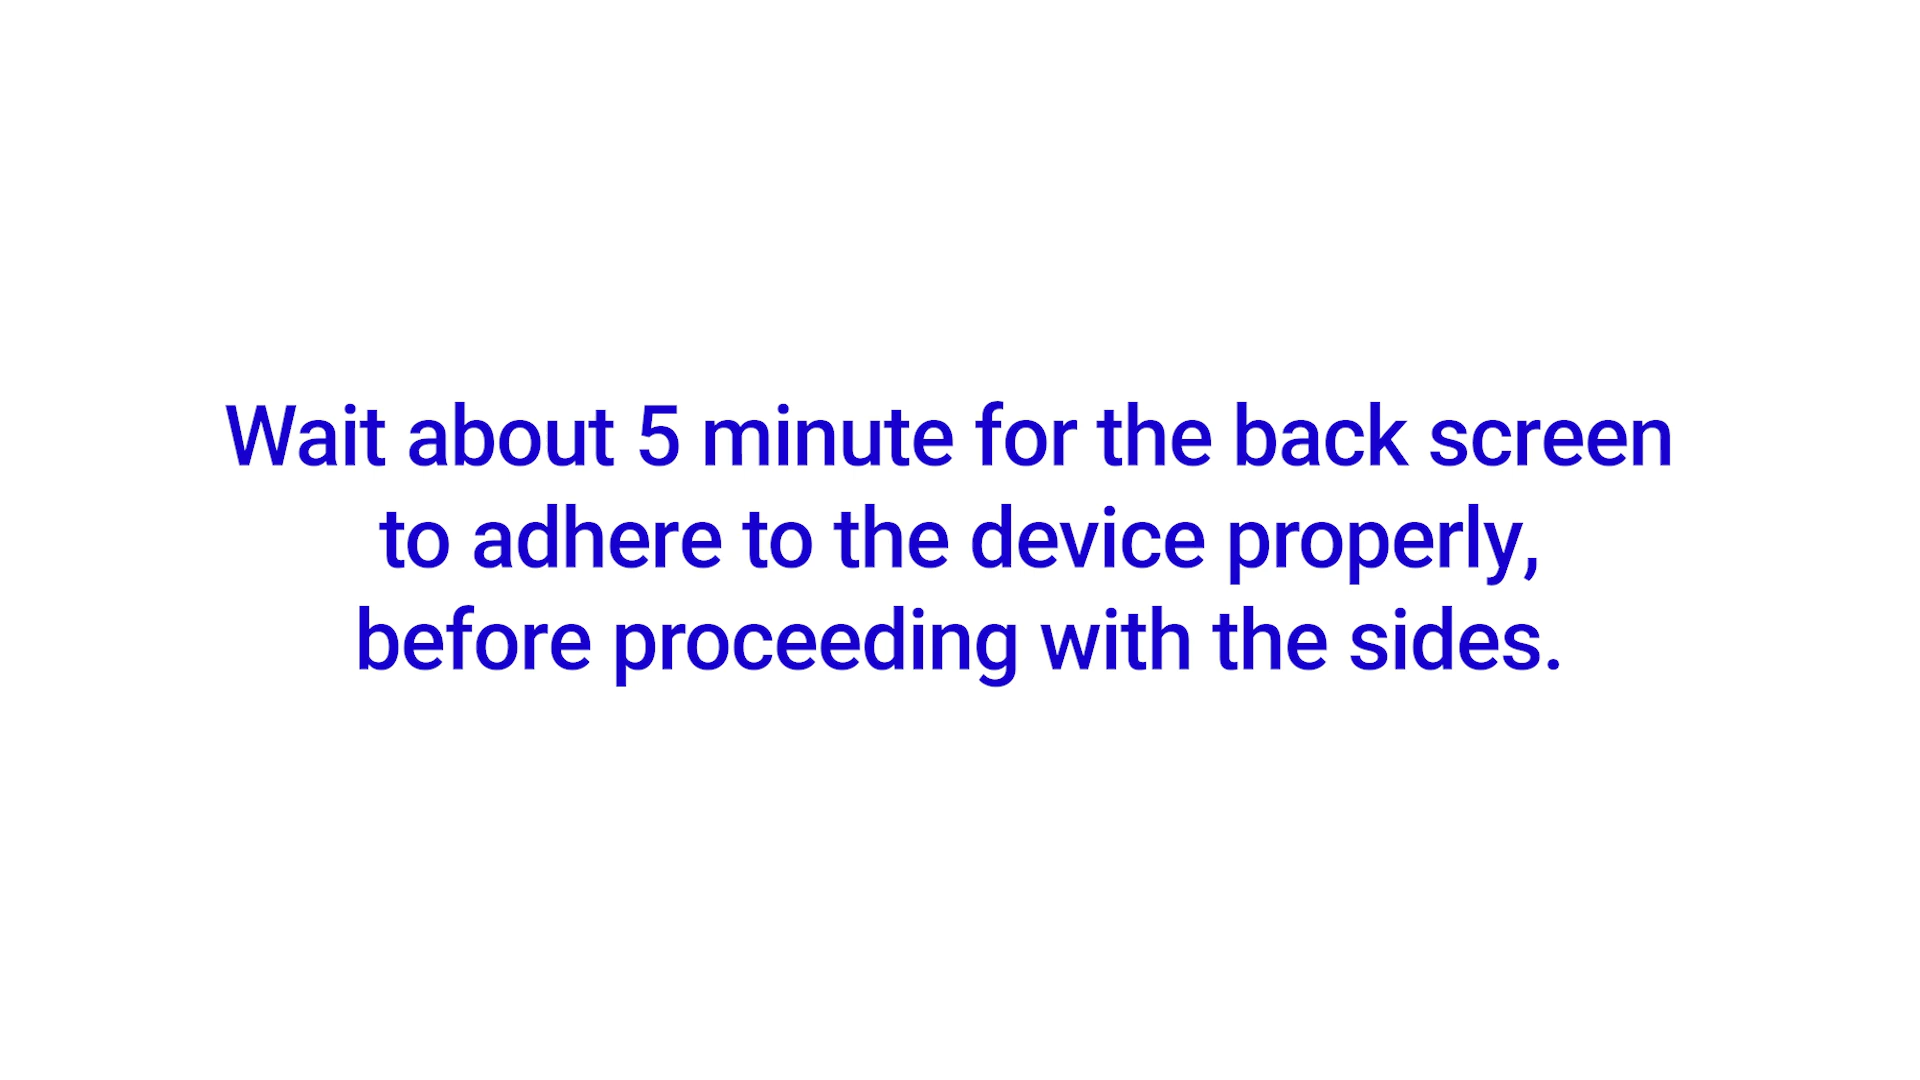 Wait about 5 minute for the back screen
to adhere to the device properly,
before proceeding with the sides.